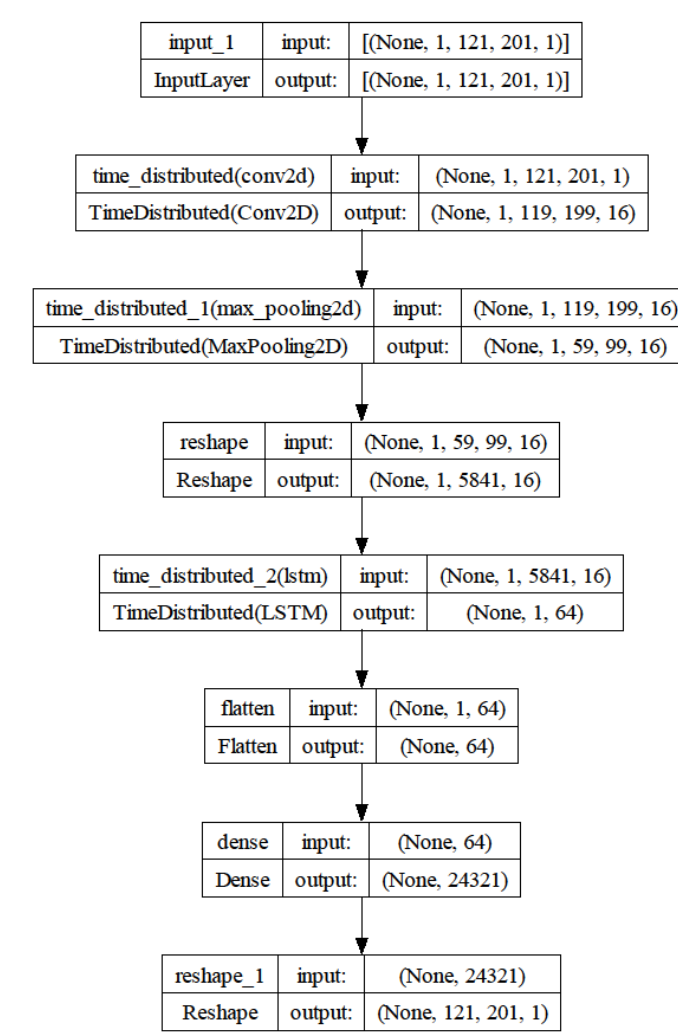 input_1 input: [(None, 1, 121, 201, 1)]
InputLayer output: [(None, 1, 121, 201, 1)]
time_distributed(conv2d) input: (None, 1, 121, 201, 1)
TimeDistributed(Conv2D) output: (None, 1, 119, 199, 16)
time_distributed_1(max_pooling2d) input: (None, 1, 119, 199, 16)
TimeDistributed(MaxPooling2D) output: (None, 1, 59, 99, 16)
reshape input: (None, 1, 59, 99, 16)
Reshape output: (None, 1, 5841, 16)
time_distributed_2(lstm) input: (None, 1, 5841, 16)
TimeDistributed(LSTM) output: (None, 1, 64)
flatten input: (None, 1, 64)
Flatten output: (None, 64)
dense input: (None, 64)
Dense output: (None, 24321)
reshape_1 input: (None, 24321)
Reshape output: (None, 121, 201, 1)